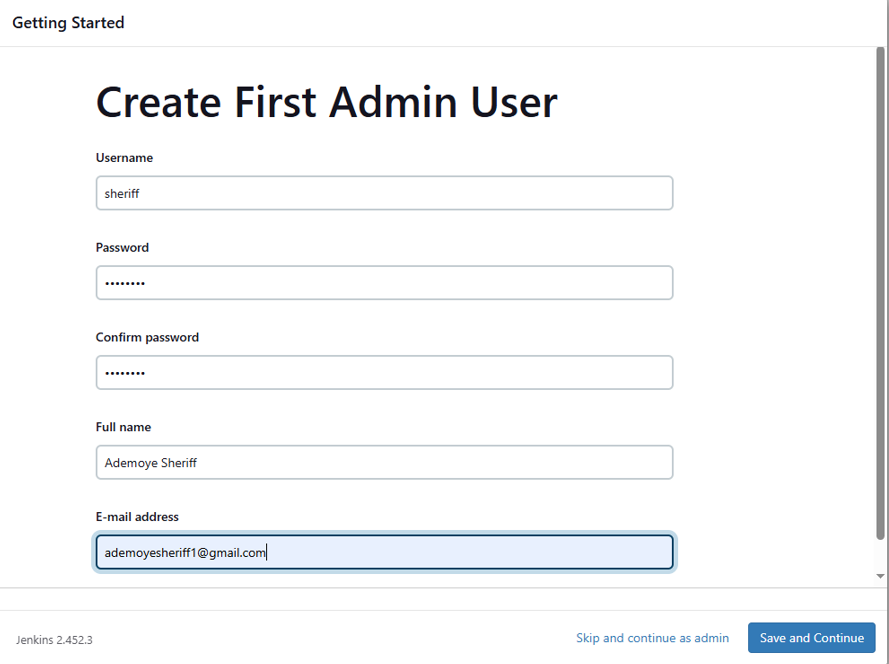 Getting Started
Create First Admin User
Username
sheriff
Password
••••••••
Confirm password
••••••••
Full name
Ademoye Sheriff
E-mail address
ademoyesheriff1@gmail.com
Jenkins 2.452.3
Skip and continue as admin
Save and Continue